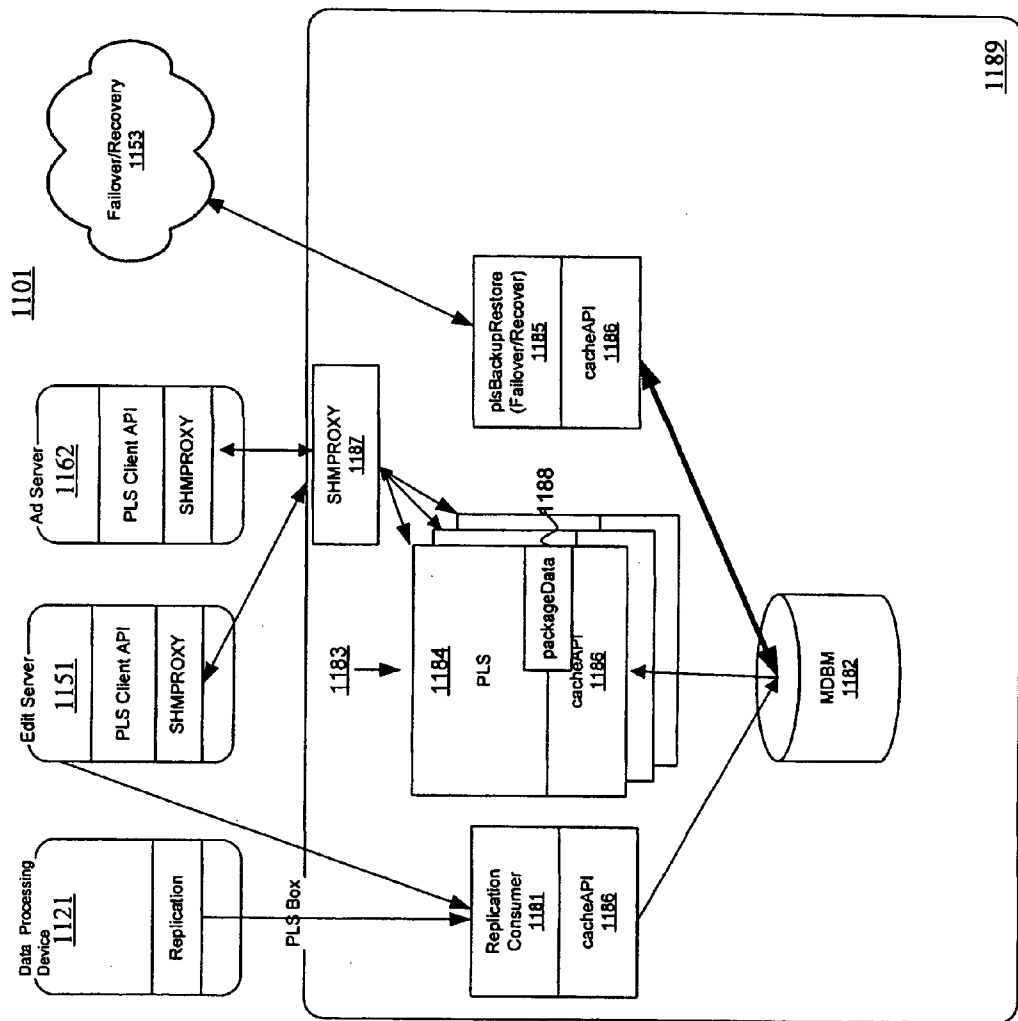 1101
Data Processing
Device
1121
Replication
Edit Server
1151
PLS Client API
SHMPROXY
Ad Server
1162
PLS Client API
SHMPROXY
Failover/Recovery
1153
PLS Box
SHMPROXY
1187
1183
1184
PLS
packageData
1188
cacheAPI
1186
Replication
Consumer
1181
cacheAPI
1186
plsBackupRestore
(Failover/Recover)
1185
cacheAPI
1186
MDBM
1182
1189